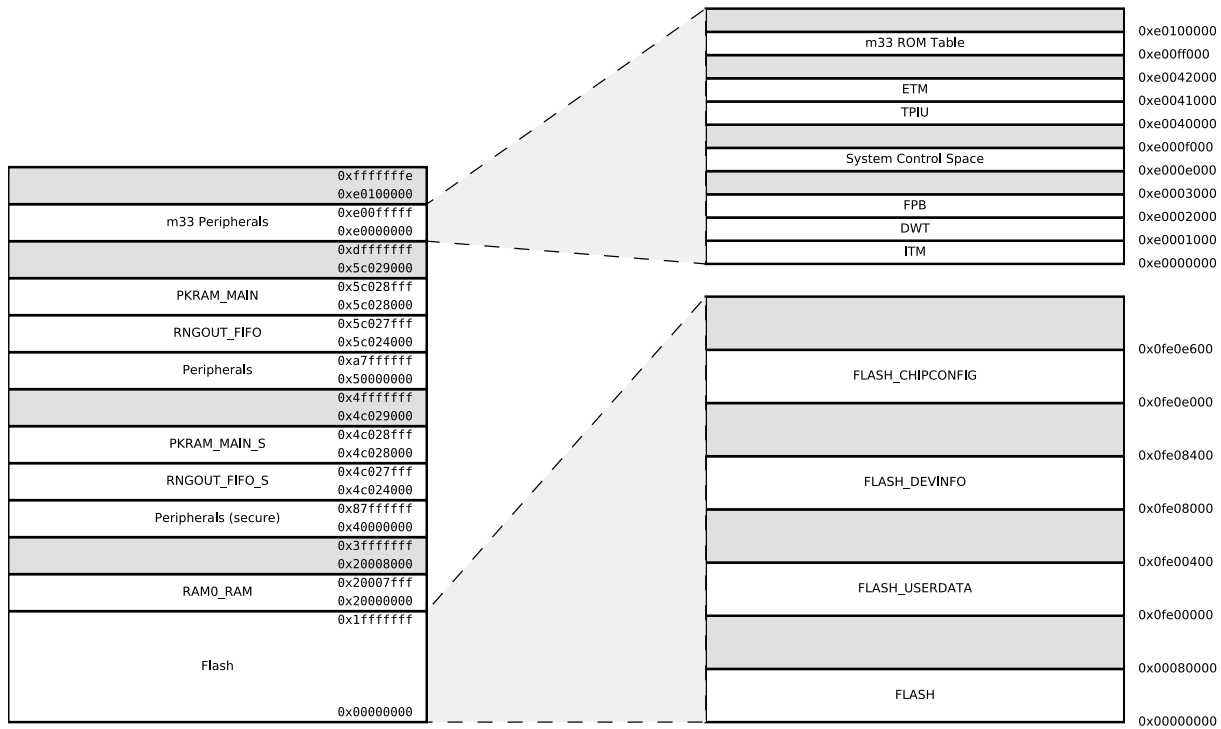 0xe0100000
m33 ROM Table
0xe00ff000
0xe0042000
ETM
0xe0041000
TPIU
0xe0040000
0xe000f000
System Control Space
0xe000e000
0xe0003000
FPB
0xe0002000
DWT
0xe0001000
ITM
0xe0000000
0xfffffffe
0xe0100000
m33 Peripherals
0xe00fffff
0xe0000000
0xdfffffff
0x5c029000
PKRAM_MAIN
0x5c028fff
0x5c028000
RNGOUT_FIFO
0x5c027fff
0x5c024000
Peripherals
0xa7ffffff
0x50000000
0x4fffffff
0x4c029000
PKRAM_MAIN_S
0x4c028fff
0x4c028000
RNGOUT_FIFO_S
0x4c027fff
0x4c024000
Peripherals (secure)
0x87ffffff
0x40000000
0x3fffffff
0x20008000
RAM0_RAM
0x20007fff
0x20000000
0x1fffffff
Flash
0x00000000
0x0fe0e600
FLASH_CHIPCONFIG
0x0fe0e000
0x0fe08400
FLASH_DEVINFO
0x0fe08000
0x0fe00400
FLASH_USERDATA
0x0fe00000
0x00080000
FLASH
0x00000000